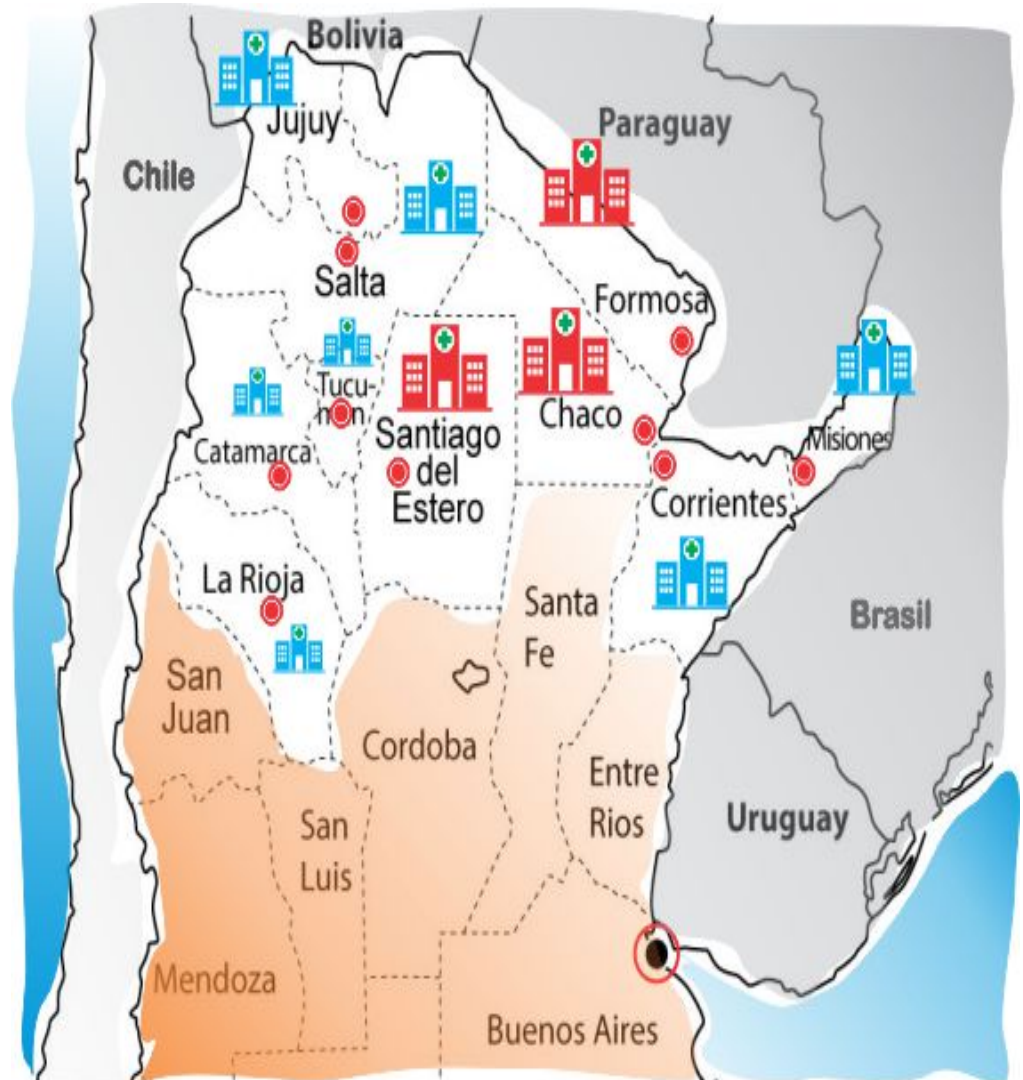 Bolivia
Jujuy
Paraguay
Chile
Salta
Formosa
Tucu-
mán
Chaco
Santiago
del
Estero
Catamarca
Misiones
Corrientes
La Rioja
Santa
Fe
Brasil
San
Juan
Cordoba
Entre
Rios
Uruguay
San
Luis
Mendoza
Buenos Aires